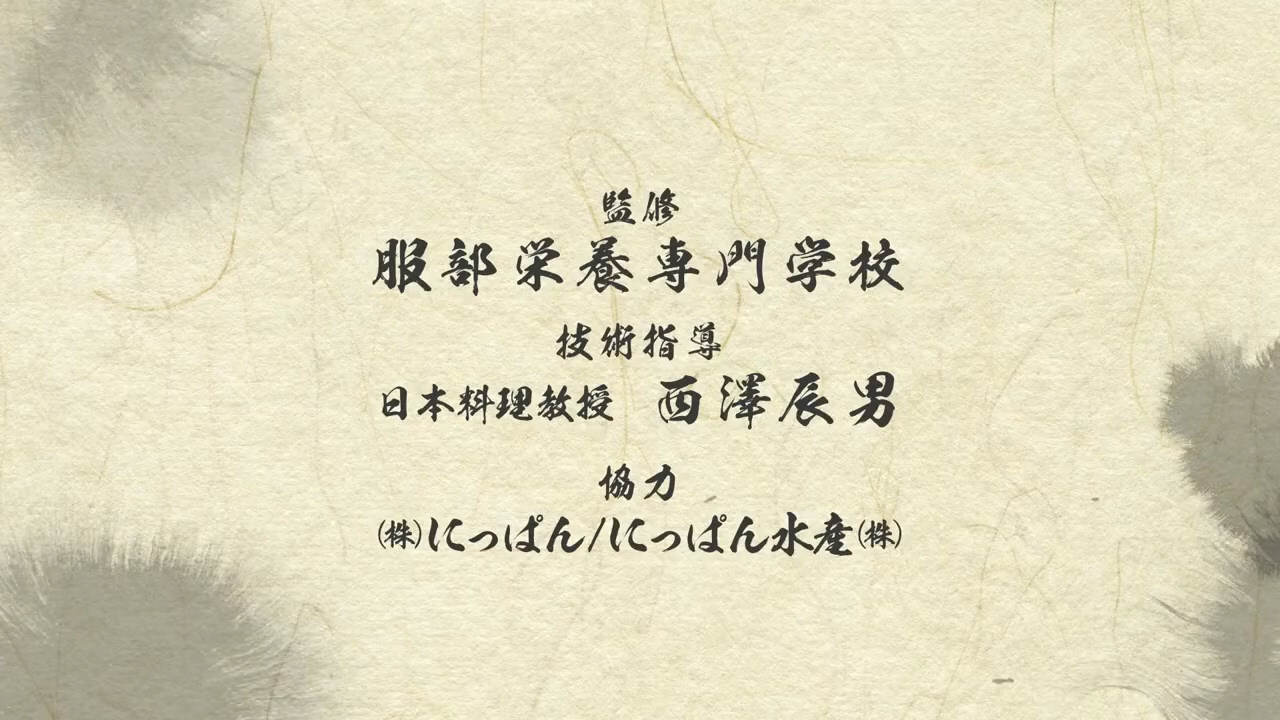 監修
服部栄養専門学校
技術指導
日本料理教授 西澤辰男
協力
㈱にっぱん/にっぱん水産㈱